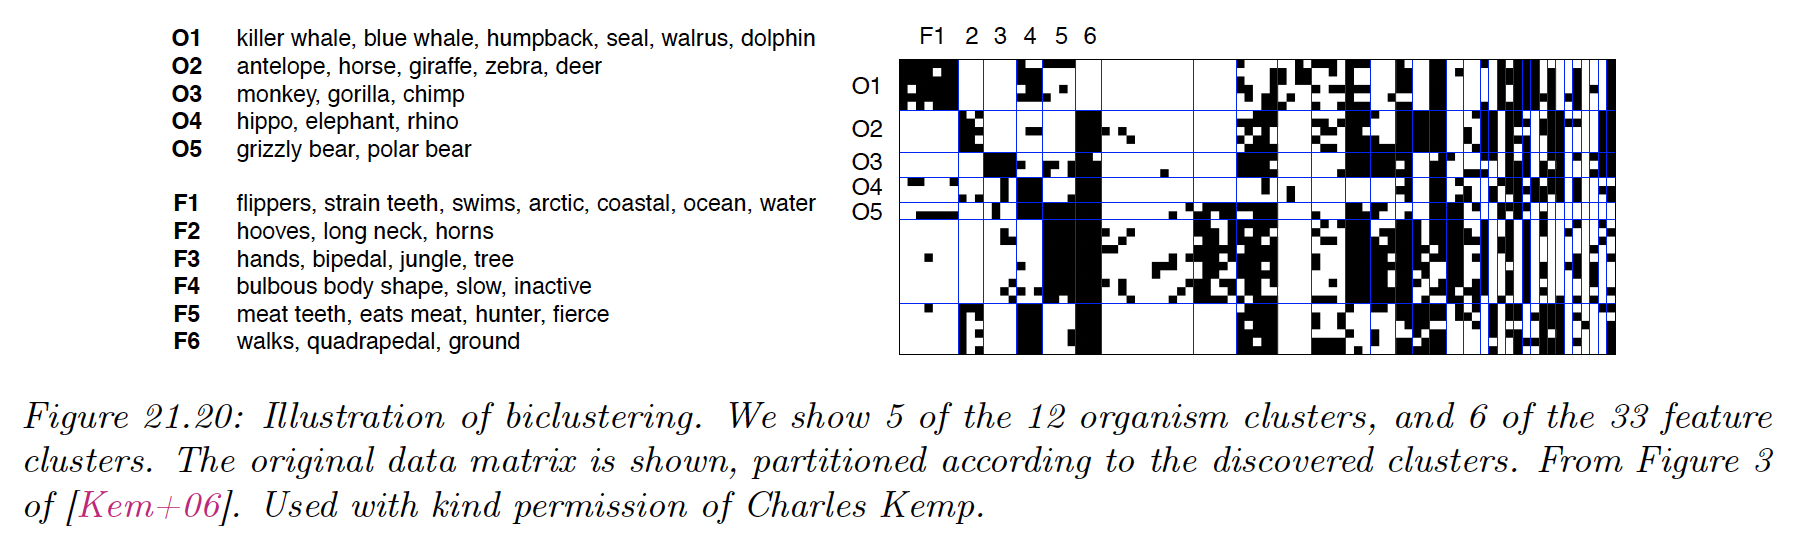 O1 killer whale, blue whale, humpback, seal, walrus, dolphin
O2 antelope, horse, giraffe, zebra, deer
O3 monkey, gorilla, chimp
O4 hippo, elephant, rhino
O5 grizzly bear, polar bear
F1 flippers, strain teeth, swims, arctic, coastal, ocean, water
F2 hooves, long neck, horns
F3 hands, bipedal, jungle, tree
F4 bulbous body shape, slow, inactive
F5 meat teeth, eats meat, hunter, fierce
F6 walks, quadrapedal, ground
F1 2 3 4 5 6
O1
O2
O3
O4
O5
Figure 21.20: Illustration of biclustering. We show 5 of the 12 organism clusters, and 6 of the 33 feature
clusters. The original data matrix is shown, partitioned according to the discovered clusters. From Figure 3
of [Kem+06]. Used with kind permission of Charles Kemp.